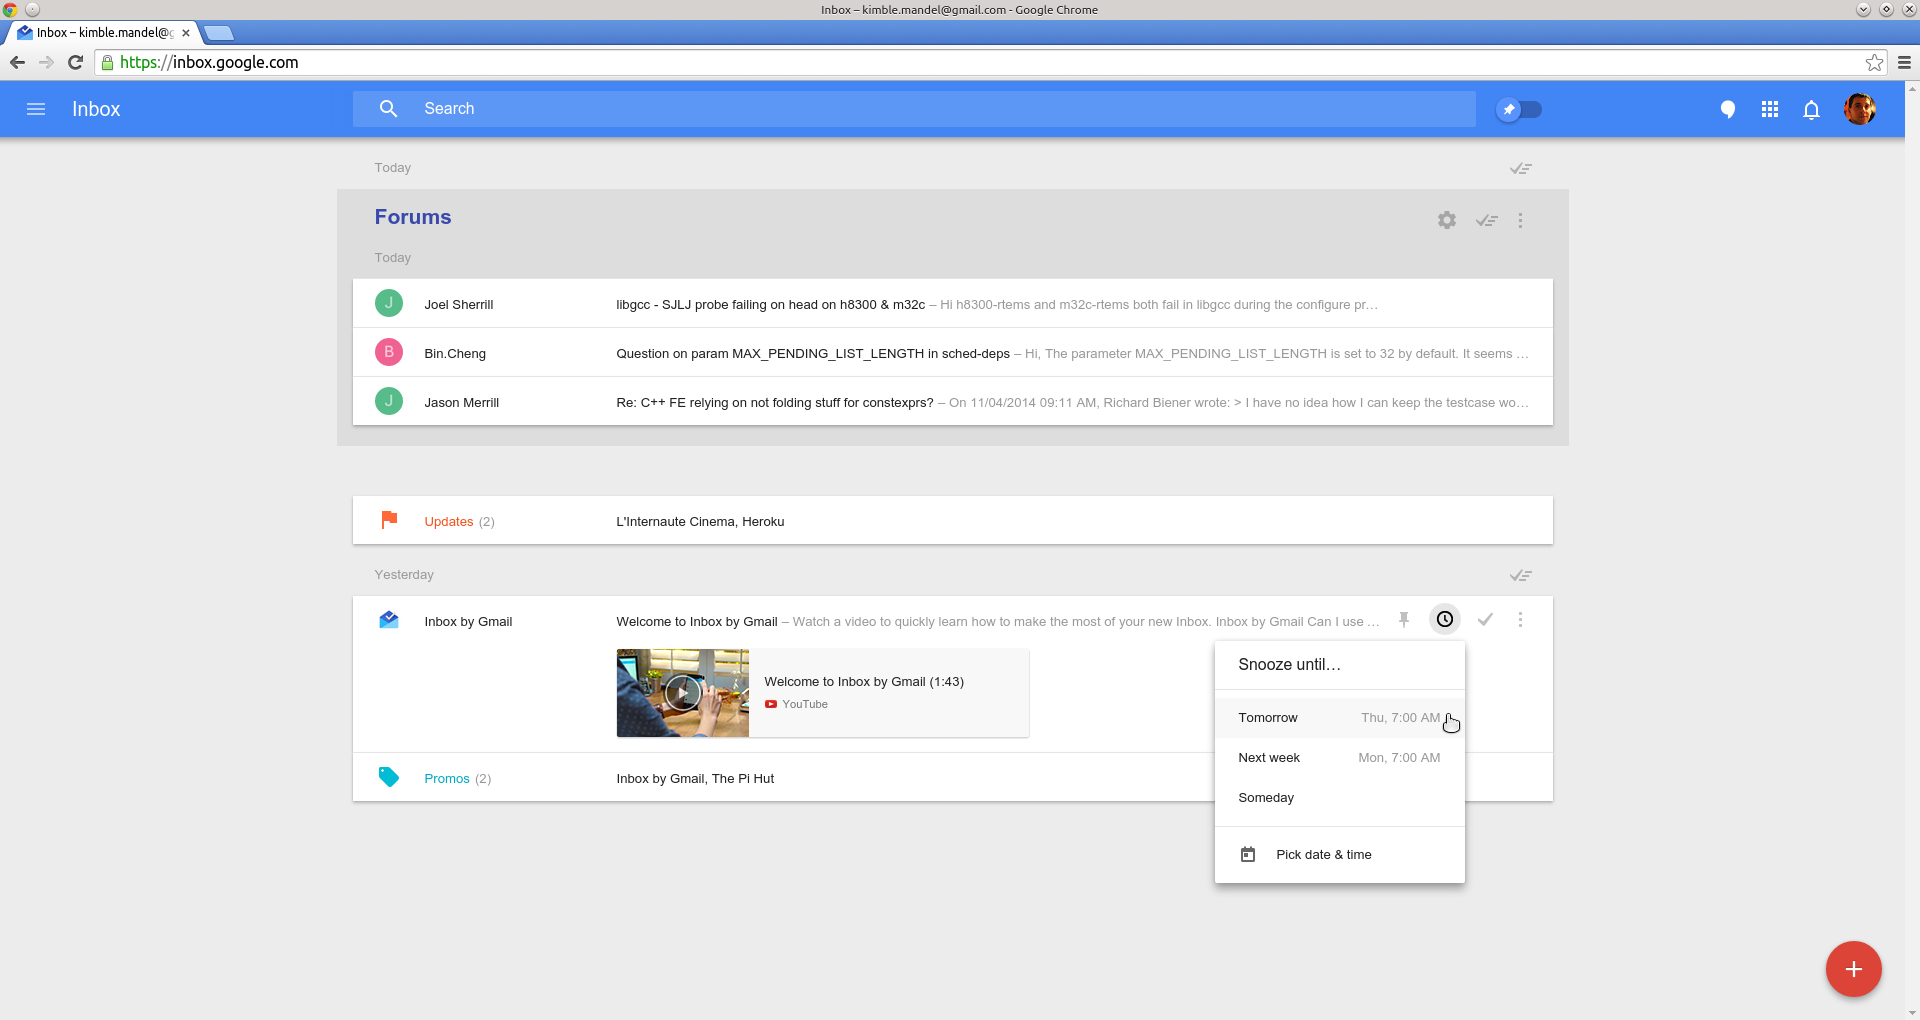 Inbox – kimble.mandel@gmail.com - Google Chrome
Inbox – kimble.mandel@g
https://inbox.google.com
Inbox
Search
Today
Forums
Today
J Joel Sherrill libgcc - SJLJ probe failing on head on h8300 & m32c – Hi h8300-rtems and m32c-rtems both fail in libgcc during the configure pr…
B Bin.Cheng Question on param MAX_PENDING_LIST_LENGTH in sched-deps – Hi, The parameter MAX_PENDING_LIST_LENGTH is set to 32 by default. It seems …
J Jason Merrill Re: C++ FE relying on not folding stuff for constexprs? – On 11/04/2014 09:11 AM, Richard Biener wrote: > I have no idea how I can keep the testcase wo…
Updates (2) L'Internaute Cinema, Heroku
Yesterday
Inbox by Gmail Welcome to Inbox by Gmail – Watch a video to quickly learn how to make the most of your new Inbox. Inbox by Gmail Can I use …
Welcome to Inbox by Gmail (1:43)
YouTube
Promos (2) Inbox by Gmail, The Pi Hut
Snooze until…
Tomorrow Thu, 7:00 AM
Next week Mon, 7:00 AM
Someday
Pick date & time